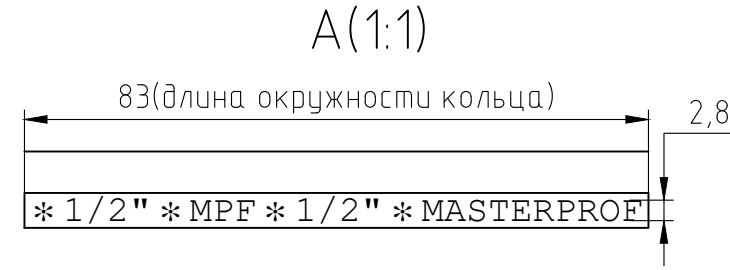 А(1:1)
83(длина окружности кольца)
2,8
* 1/2" * MPF * 1/2" * MASTERPROF